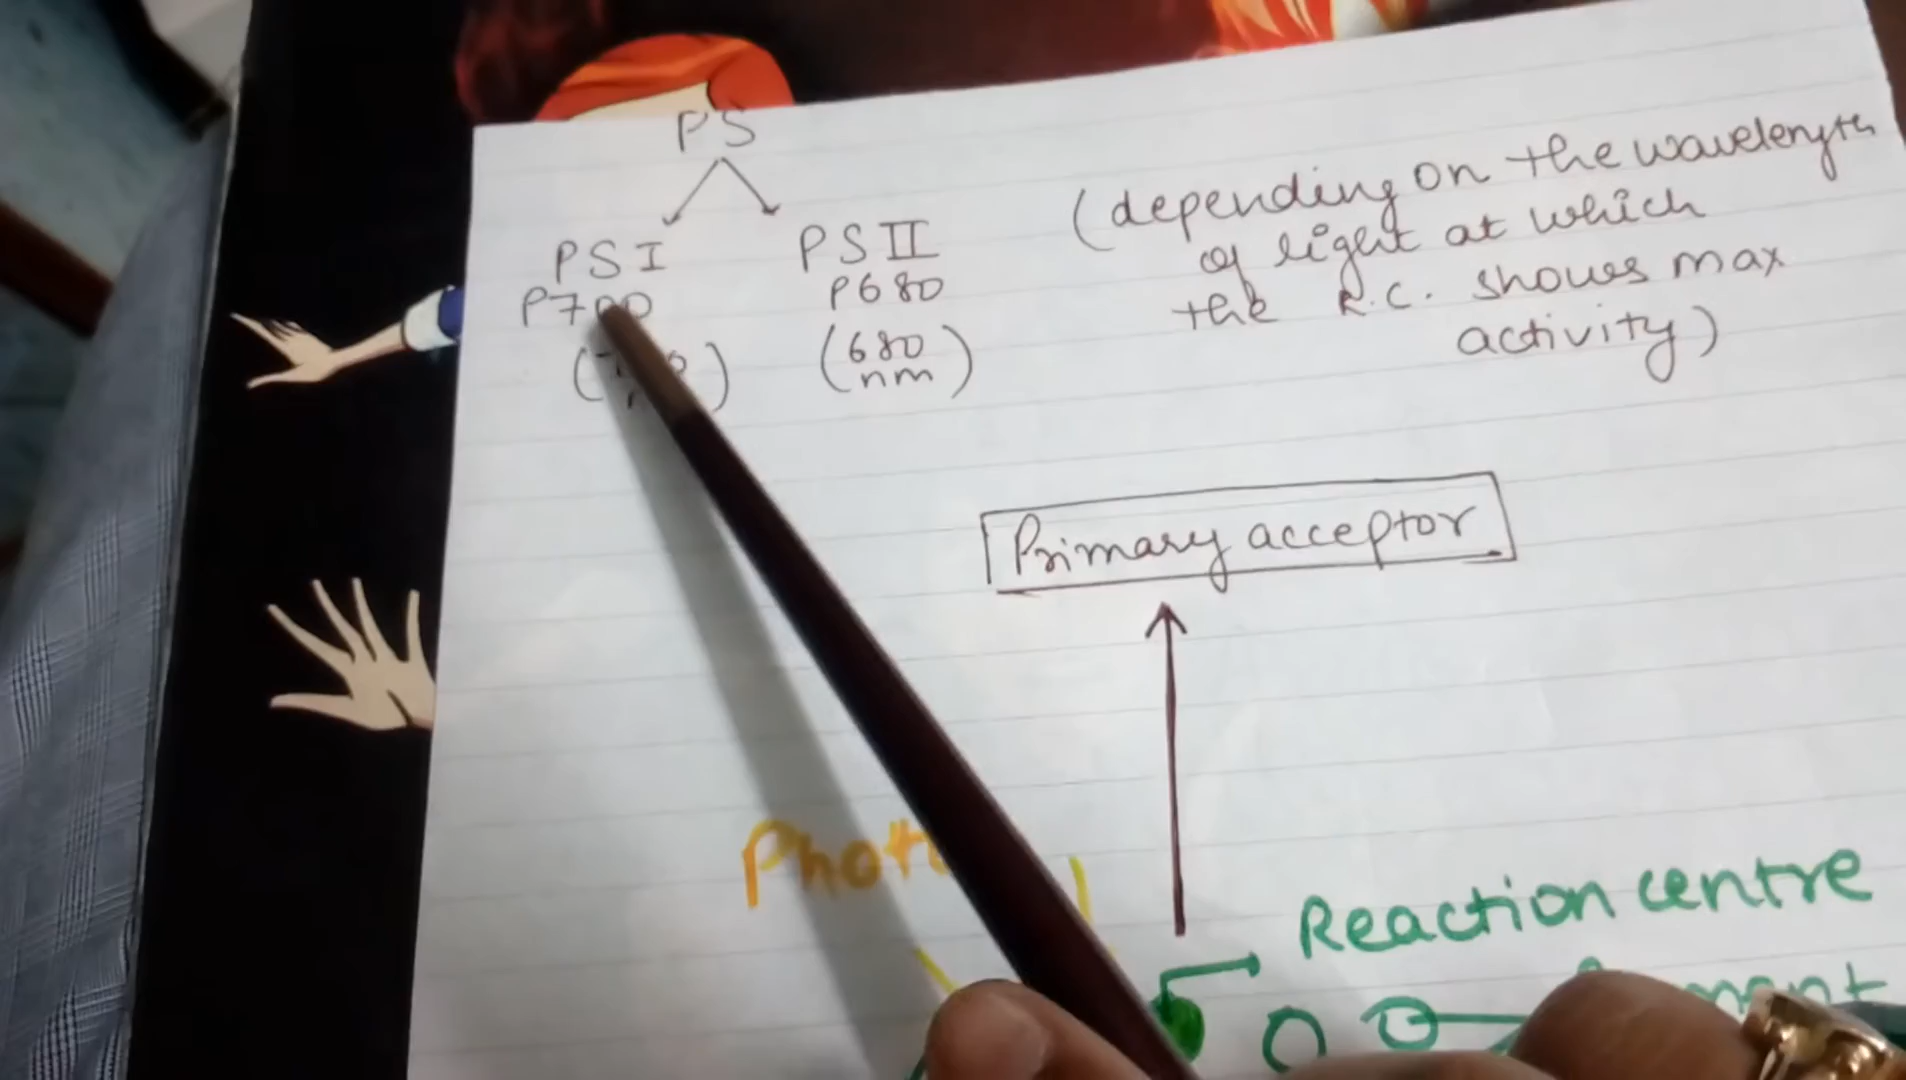 PS
PSI PSII
P700 P680
(680
nm)
(depending on the wavelength
of light at which
the R.C. shows max
activity)
Primary acceptor
Reaction centre